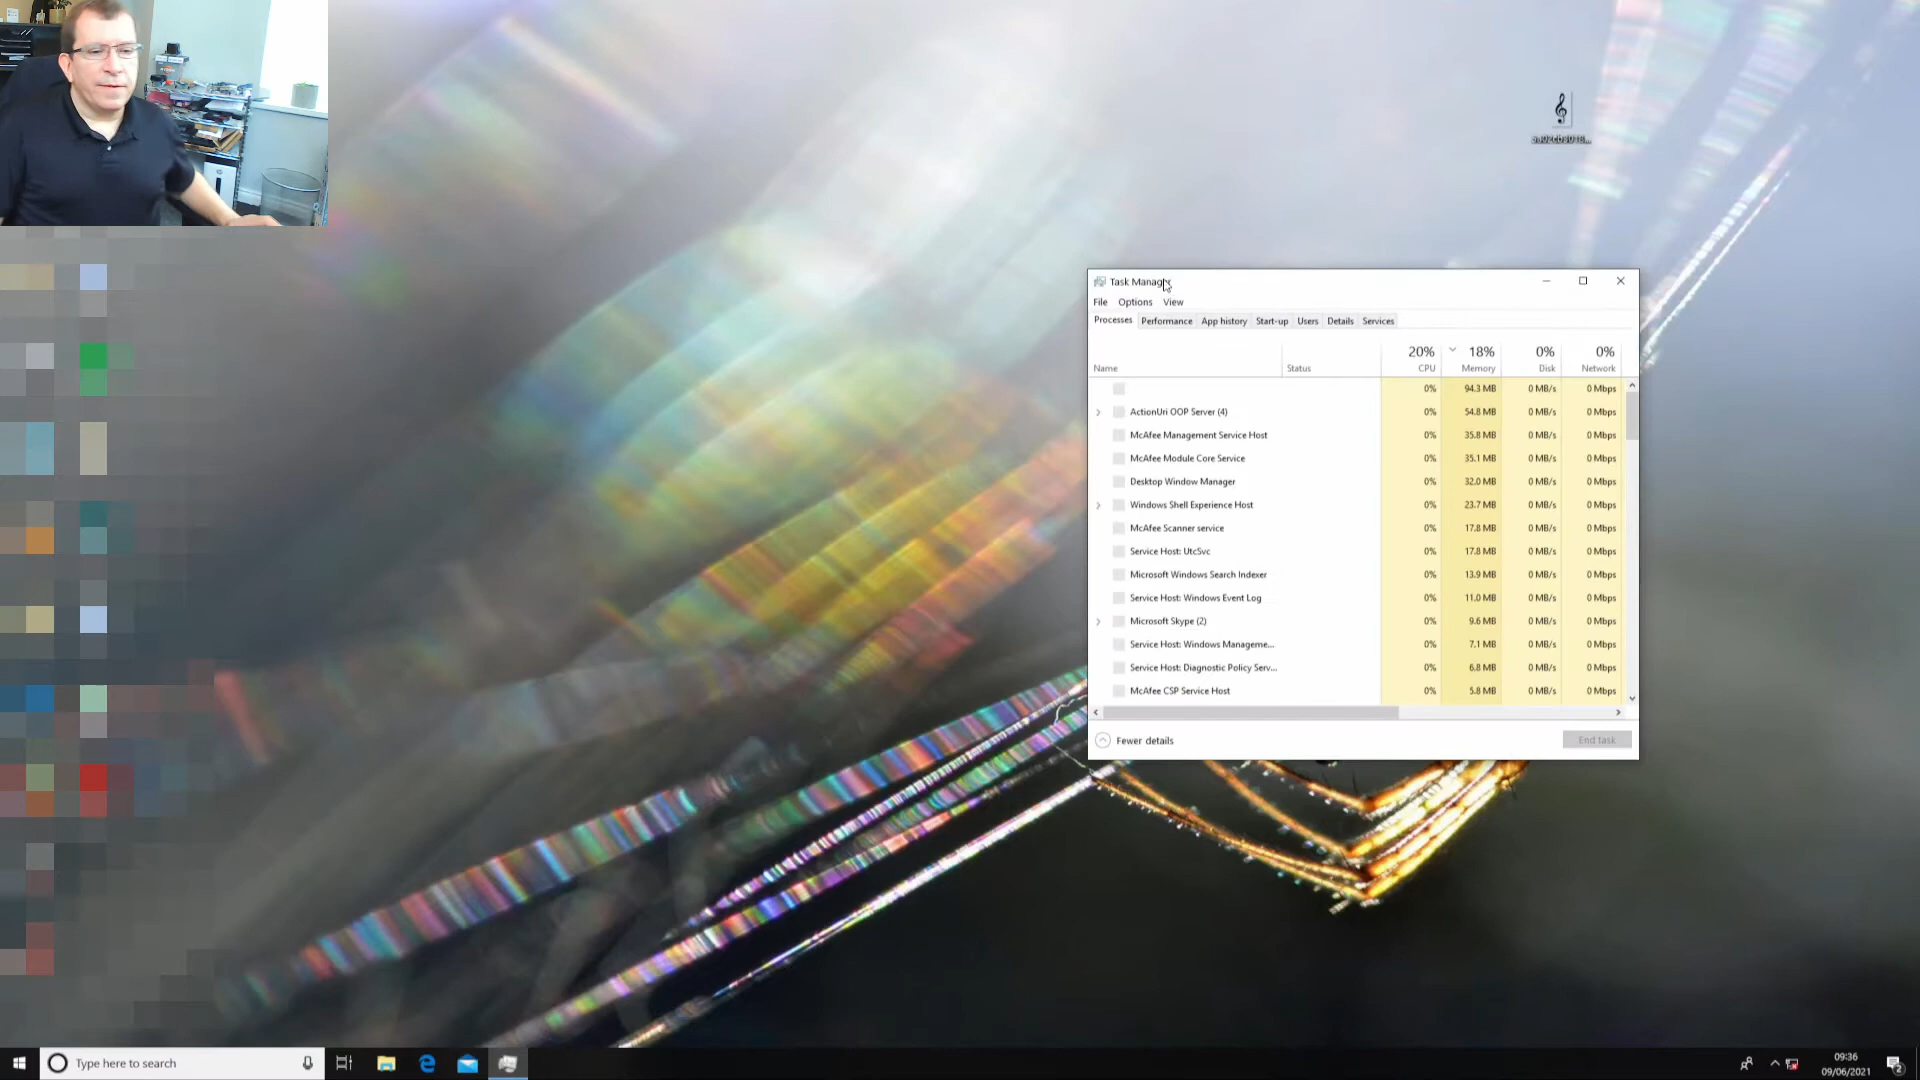 Task Manager
File Options View
Processes Performance App history Start-up Users Details Services
20% 18% 0% 0%
Name Status CPU Memory Disk Network
0% 94.3 MB 0 MB/s 0 Mbps
ActionUri OOP Server (4) 0% 54.8 MB 0 MB/s 0 Mbps
McAfee Management Service Host 0% 35.8 MB 0 MB/s 0 Mbps
McAfee Module Core Service 0% 35.1 MB 0 MB/s 0 Mbps
Desktop Window Manager 0% 32.0 MB 0 MB/s 0 Mbps
Windows Shell Experience Host 0% 23.7 MB 0 MB/s 0 Mbps
McAfee Scanner service 0% 17.8 MB 0 MB/s 0 Mbps
Service Host: UtcSvc 0% 17.8 MB 0 MB/s 0 Mbps
Microsoft Windows Search Indexer 0% 13.9 MB 0 MB/s 0 Mbps
Service Host: Windows Event Log 0% 11.0 MB 0 MB/s 0 Mbps
Microsoft Skype (2) 0% 9.6 MB 0 MB/s 0 Mbps
Service Host: Windows Manageme... 0% 7.1 MB 0 MB/s 0 Mbps
Service Host: Diagnostic Policy Serv... 0% 6.8 MB 0 MB/s 0 Mbps
McAfee CSP Service Host 0% 5.8 MB 0 MB/s 0 Mbps
Fewer details End task
Type here to search
09:36
09/06/2021
2